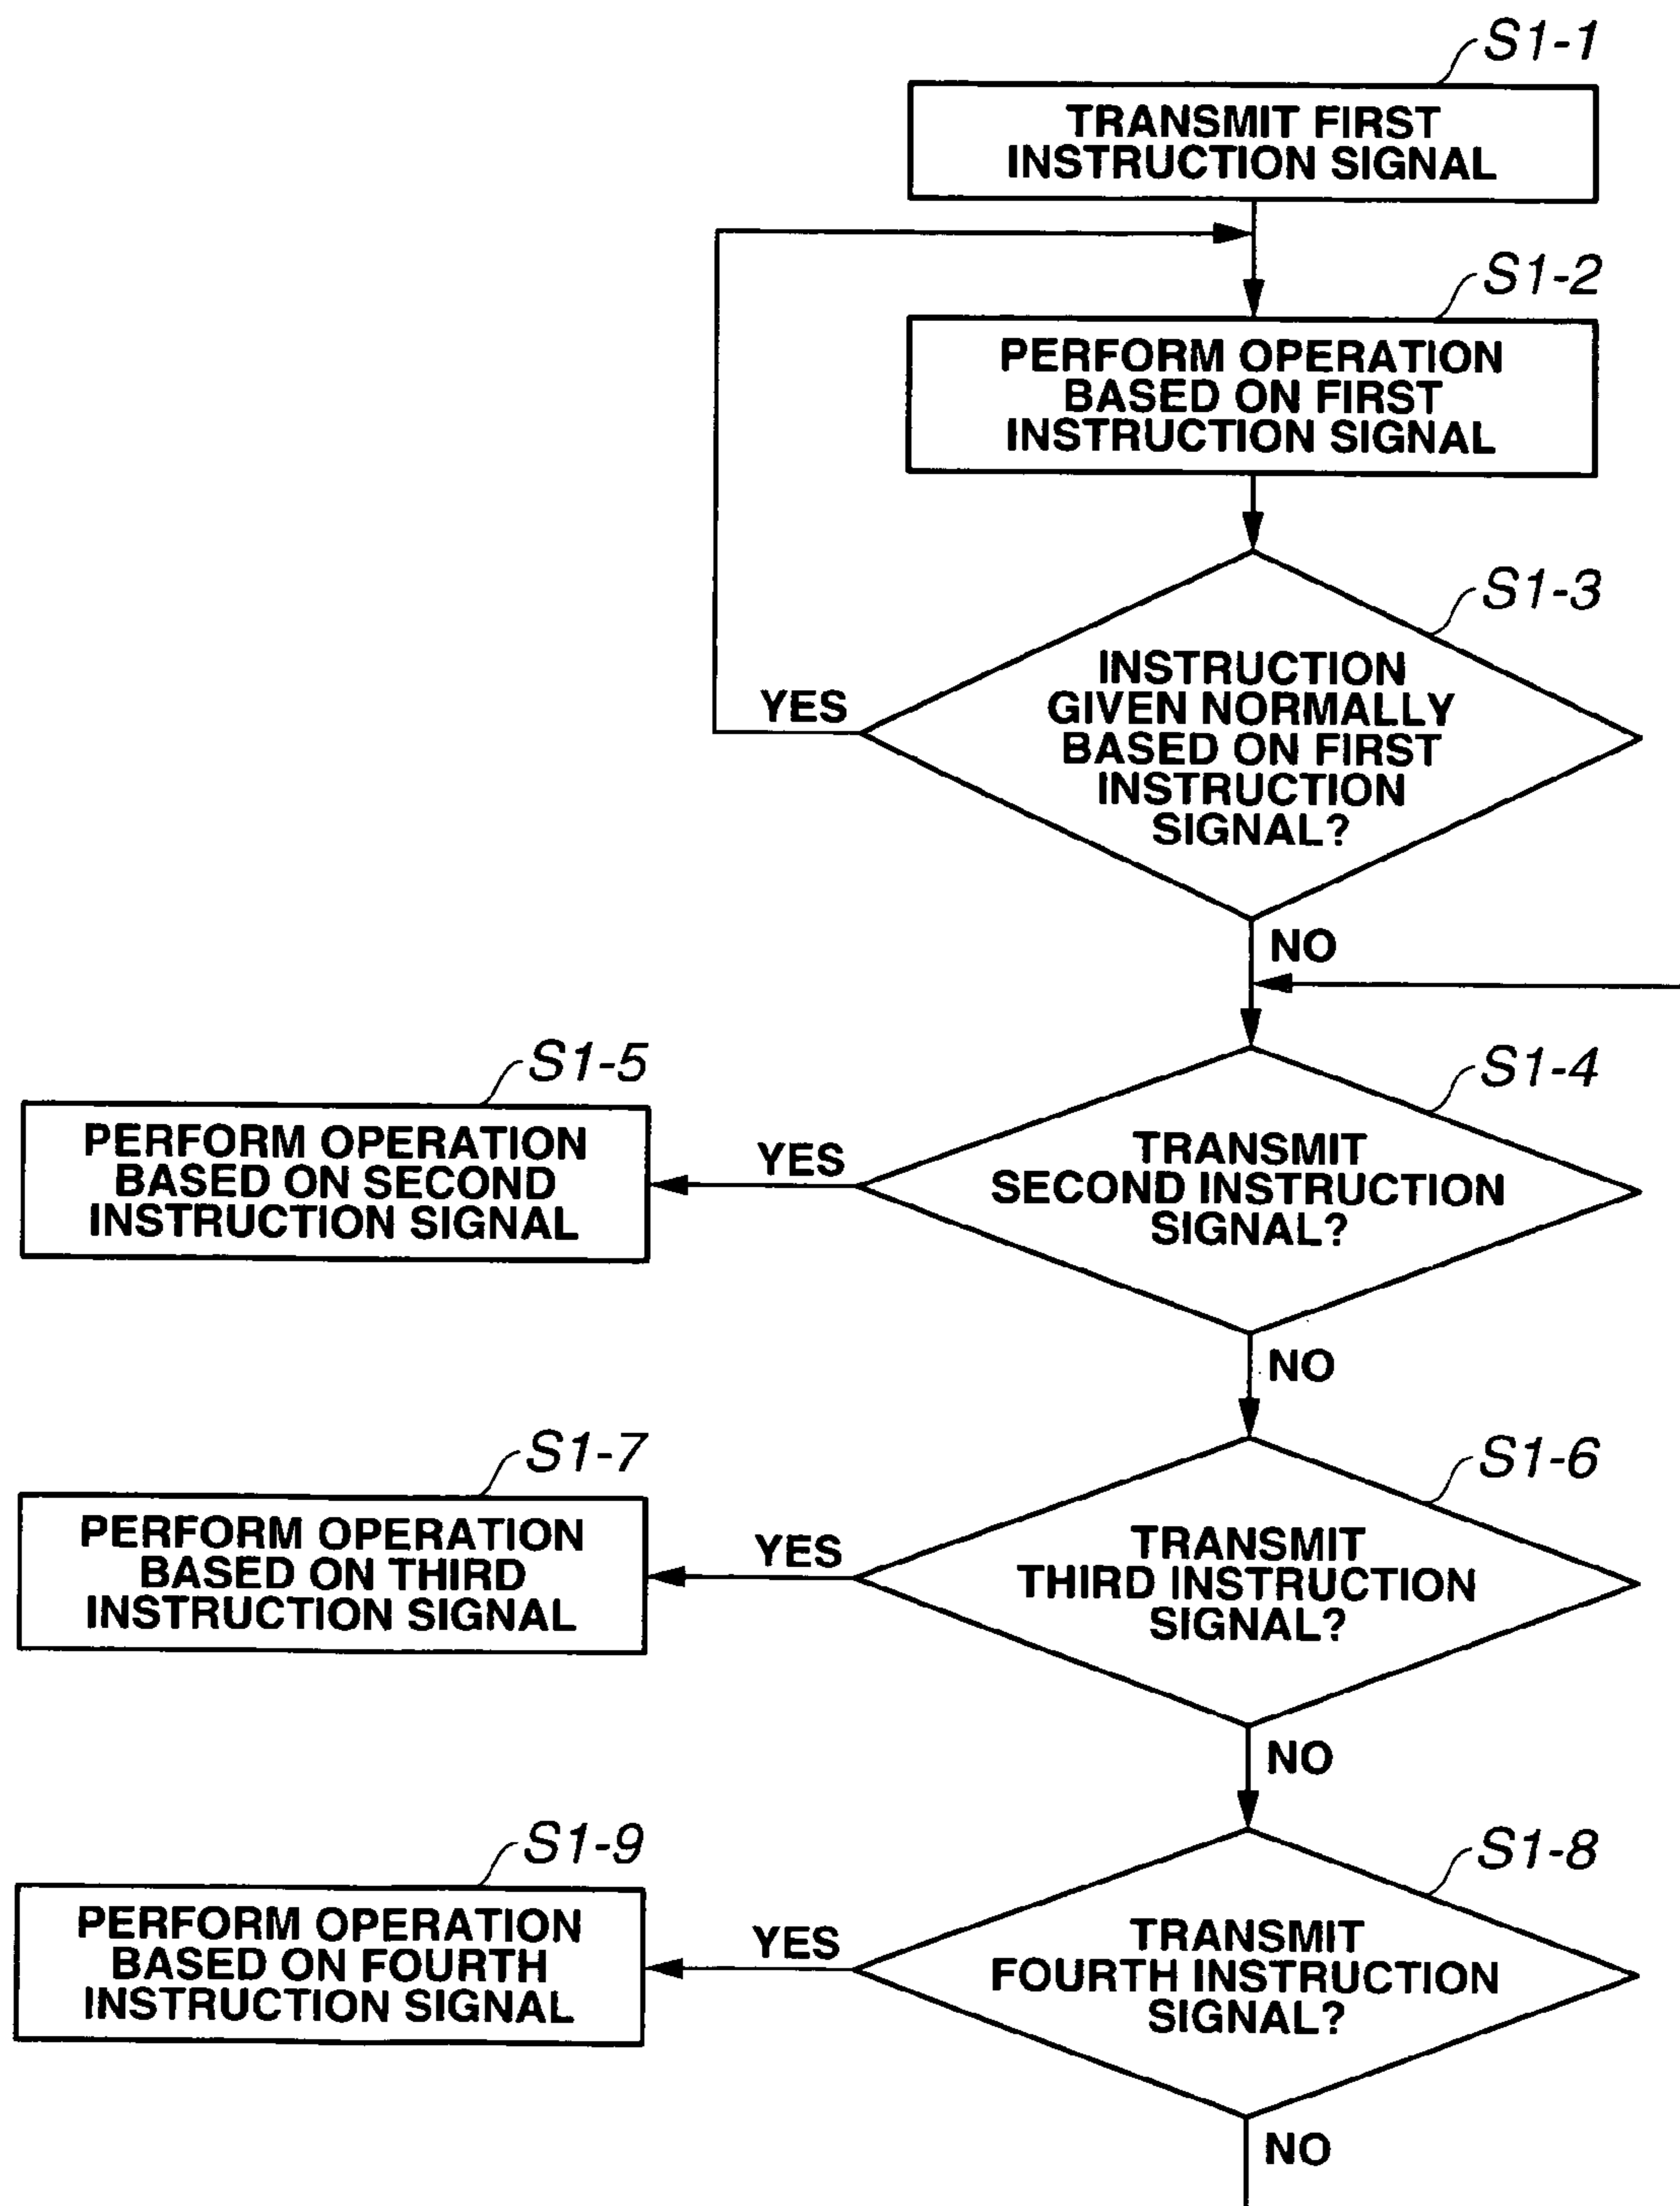 S1-1
TRANSMIT FIRST
INSTRUCTION SIGNAL
S1-2
PERFORM OPERATION
BASED ON FIRST
INSTRUCTION SIGNAL
S1-3
INSTRUCTION
GIVEN NORMALLY
BASED ON FIRST
INSTRUCTION
SIGNAL?
YES
NO
S1-4
TRANSMIT
SECOND INSTRUCTION
SIGNAL?
YES
S1-5
PERFORM OPERATION
BASED ON SECOND
INSTRUCTION SIGNAL
NO
S1-6
TRANSMIT
THIRD INSTRUCTION
SIGNAL?
YES
S1-7
PERFORM OPERATION
BASED ON THIRD
INSTRUCTION SIGNAL
NO
S1-8
TRANSMIT
FOURTH INSTRUCTION
SIGNAL?
YES
S1-9
PERFORM OPERATION
BASED ON FOURTH
INSTRUCTION SIGNAL
NO